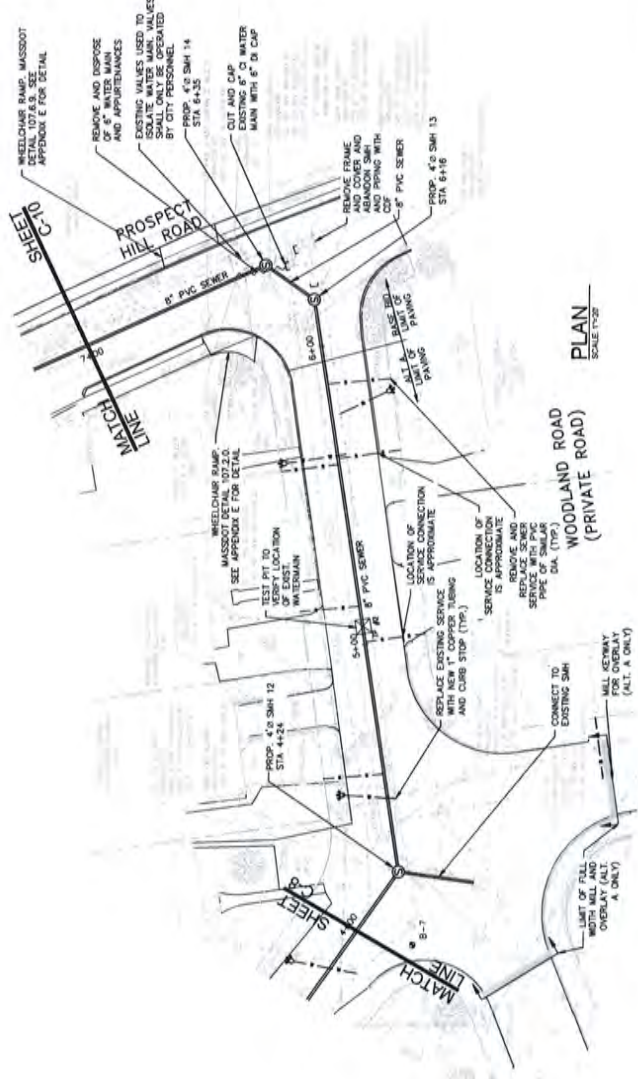 WHEELCHAIR RAMP. MASSDOT
DETAIL 107.6.9. SEE
APPENDIX E FOR DETAIL
REMOVE AND DISPOSE
OF 6" WATER MAIN
AND APPURTENANCES
EXISTING VALVES USED TO
ISOLATE WATER MAIN. VALVES
SHALL ONLY BE OPERATED
BY CITY PERSONNEL
PROP. 4'Ø SMH 14
STA 6+35
CUT AND CAP
EXISTING 6" CI WATER
MAIN WITH 6" DI CAP
REMOVE FRAME
AND COVER AND
ABANDON SMH
AND PIPING WITH
CDF
8" PVC SEWER
PROP. 4'Ø SMH 13
STA 6+16
SHEET
C-10
MATCH
LINE
PROSPECT
HILL ROAD
7+00
8" PVC SEWER
6+00
BASE BID
LIMIT OF
PAVING
ALT A
LIMIT OF
PAVING
PLAN
SCALE: 1"=20'
WHEELCHAIR RAMP.
MASSDOT DETAIL 107.2.0.
SEE APPENDIX E FOR DETAIL
TEST PIT TO
VERIFY LOCATION
OF EXIST.
WATERMAIN
5+00
8" PVC SEWER
LOCATION OF
SERVICE CONNECTION
IS APPROXIMATE
LOCATION OF
SERVICE CONNECTION
IS APPROXIMATE
REMOVE AND
REPLACE SEWER
SERVICE WITH PVC
PIPE OF SIMILAR
DIA. (TYP.)
WOODLAND ROAD
(PRIVATE ROAD)
REPLACE EXISTING SERVICE
WITH NEW 1" COPPER TUBING
AND CURB STOP (TYP.)
PROP. 4'Ø SMH 12
STA 4+24
CONNECT TO
EXISTING SMH
MILL KEYWAY
FOR OVERLAY
(ALT. A ONLY)
SHEET
C-8
4+00
MATCH
LINE
B-7
LIMIT OF FULL
WIDTH MILL AND
OVERLAY (ALT.
A ONLY)